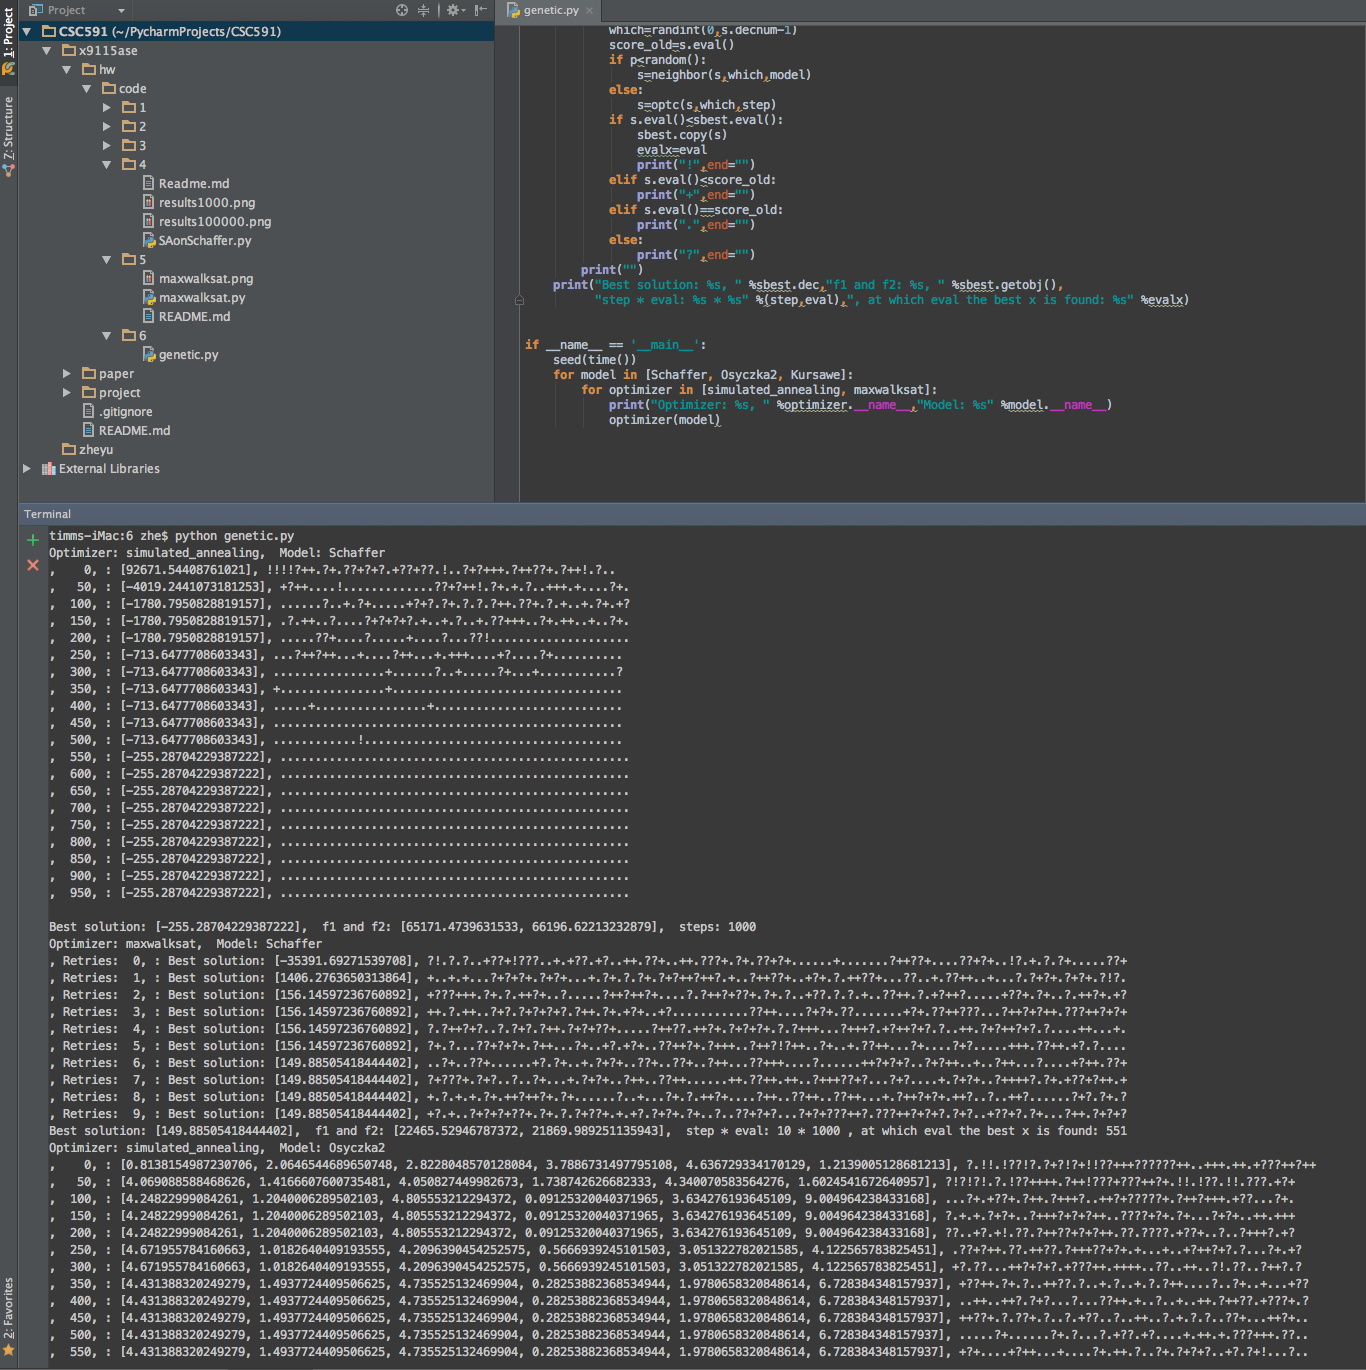 Project
genetic.py
1: Project
Z: Structure
2: Favorites
CSC591 (~/PycharmProjects/CSC591)
x9115ase
hw
code
1
2
3
4
Readme.md
results1000.png
results100000.png
SAonSchaffer.py
5
maxwalksat.png
maxwalksat.py
README.md
6
genetic.py
paper
project
.gitignore
README.md
zheyu
External Libraries
which=randint(0,s.decnum-1)
score_old=s.eval()
if p<random():
s=neighbor(s,which,model)
else:
s=optc(s,which,step)
if s.eval()<sbest.eval():
sbest.copy(s)
evalx=eval
print("!",end="")
elif s.eval()<score_old:
print("+",end="")
elif s.eval()==score_old:
print(".",end="")
else:
print("?",end="")
print("")
print("Best solution: %s, " %sbest.dec,"f1 and f2: %s, " %sbest.getobj(),
"step * eval: %s * %s" %(step,eval),", at which eval the best x is found: %s" %evalx)
if __name__ == '__main__':
seed(time())
for model in [Schaffer, Osyczka2, Kursawe]:
for optimizer in [simulated_annealing, maxwalksat]:
print("Optimizer: %s, " %optimizer.__name__,"Model: %s" %model.__name__)
optimizer(model)
Terminal
timms-iMac:6 zhe$ python genetic.py
Optimizer: simulated_annealing,  Model: Schaffer
,    0, : [92671.54408761021],
,   50, : [-4019.2441073181253],
,  100, : [-1780.7950828819157],
,  150, : [-1780.7950828819157],
,  200, : [-1780.7950828819157],
,  250, : [-713.6477708603343],
,  300, : [-713.6477708603343],
,  350, : [-713.6477708603343],
,  400, : [-713.6477708603343],
,  450, : [-713.6477708603343],
,  500, : [-713.6477708603343],
,  550, : [-255.28704229387222],
,  600, : [-255.28704229387222],
,  650, : [-255.28704229387222],
,  700, : [-255.28704229387222],
,  750, : [-255.28704229387222],
,  800, : [-255.28704229387222],
,  850, : [-255.28704229387222],
,  900, : [-255.28704229387222],
,  950, : [-255.28704229387222],
Best solution: [-255.28704229387222],  f1 and f2: [65171.4739631533, 66196.62213232879],  steps: 1000
Optimizer: maxwalksat,  Model: Schaffer
, Retries:  0, : Best solution: [-35391.69271539708],
, Retries:  1, : Best solution: [1406.2763650313864],
, Retries:  2, : Best solution: [156.14597236760892],
, Retries:  3, : Best solution: [156.14597236760892],
, Retries:  4, : Best solution: [156.14597236760892],
, Retries:  5, : Best solution: [156.14597236760892],
, Retries:  6, : Best solution: [149.88505418444402],
, Retries:  7, : Best solution: [149.88505418444402],
, Retries:  8, : Best solution: [149.88505418444402],
, Retries:  9, : Best solution: [149.88505418444402],
Best solution: [149.88505418444402],  f1 and f2: [22465.52946787372, 21869.989251135943],  step * eval: 10 * 1000 , at which eval the best x is found: 551
Optimizer: simulated_annealing,  Model: Osyczka2
,    0, : [0.8138154987230706, 2.0646544689650748, 2.8228048570128084, 3.7886731497795108, 4.636729334170129, 1.2139005128681213],
,   50, : [4.069088588468626, 1.4166607600735481, 4.050827449982673, 1.738742626682333, 4.340070583564276, 1.6024541672640957],
,  100, : [4.24822999084261, 1.2040006289502103, 4.805553212294372, 0.09125320040371965, 3.634276193645109, 9.004964238433168],
,  150, : [4.24822999084261, 1.2040006289502103, 4.805553212294372, 0.09125320040371965, 3.634276193645109, 9.004964238433168],
,  200, : [4.24822999084261, 1.2040006289502103, 4.805553212294372, 0.09125320040371965, 3.634276193645109, 9.004964238433168],
,  250, : [4.671955784160663, 1.0182640409193555, 4.2096390454252575, 0.5666939245101503, 3.051322782021585, 4.122565783825451],
,  300, : [4.671955784160663, 1.0182640409193555, 4.2096390454252575, 0.5666939245101503, 3.051322782021585, 4.122565783825451],
,  350, : [4.431388320249279, 1.4937724409506625, 4.735525132469904, 0.28253882368534944, 1.9780658320848614, 6.728384348157937],
,  400, : [4.431388320249279, 1.4937724409506625, 4.735525132469904, 0.28253882368534944, 1.9780658320848614, 6.728384348157937],
,  450, : [4.431388320249279, 1.4937724409506625, 4.735525132469904, 0.28253882368534944, 1.9780658320848614, 6.728384348157937],
,  500, : [4.431388320249279, 1.4937724409506625, 4.735525132469904, 0.28253882368534944, 1.9780658320848614, 6.728384348157937],
,  550, : [4.431388320249279, 1.4937724409506625, 4.735525132469904, 0.28253882368534944, 1.9780658320848614, 6.728384348157937],